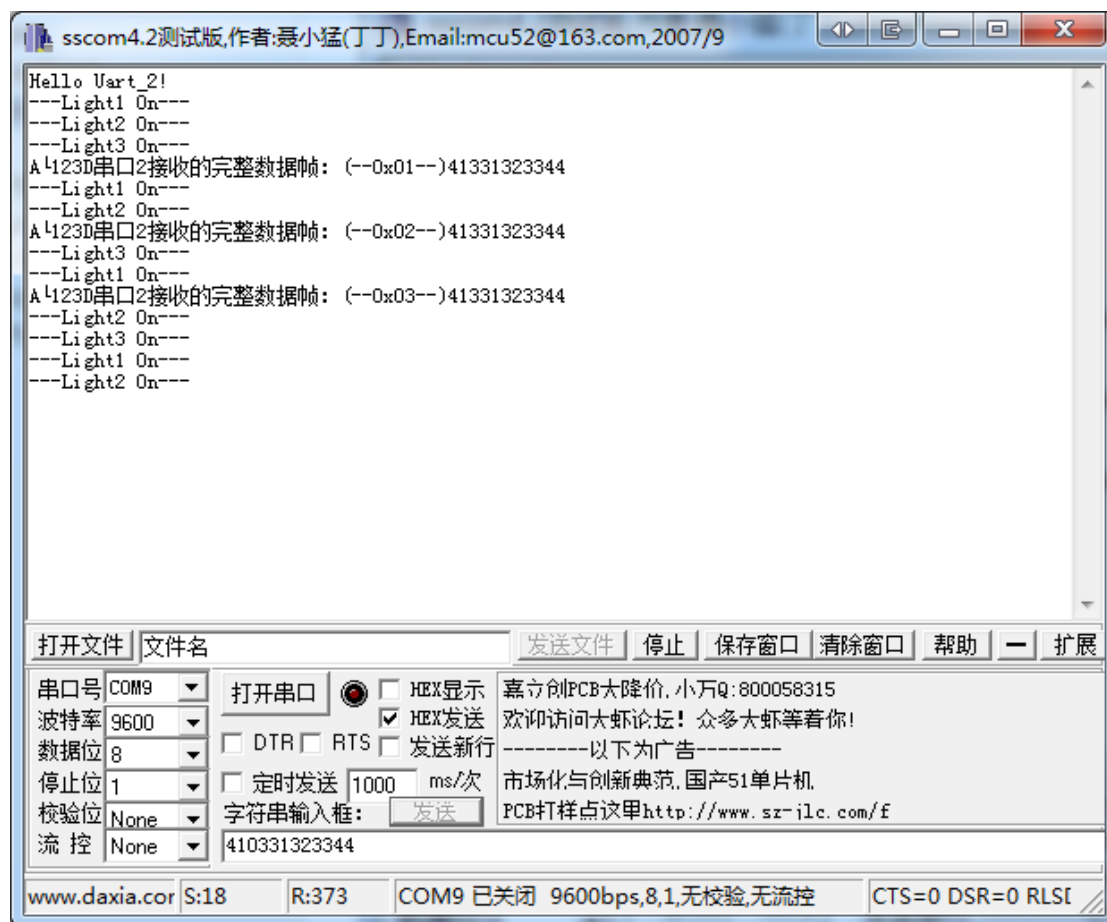 sscom4.2测试版,作者:聂小猛(丁丁),Email:mcu52@163.com,2007/9
Hello Uart_2!
---Light1 On---
---Light2 On---
---Light3 On---
A└123D串口2接收的完整数据帧: (--0x01--)41331323344
---Light1 On---
---Light2 On---
A└123D串口2接收的完整数据帧: (--0x02--)41331323344
---Light3 On---
---Light1 On---
A└123D串口2接收的完整数据帧: (--0x03--)41331323344
---Light2 On---
---Light3 On---
---Light1 On---
---Light2 On---
打开文件 文件名 发送文件 停止 保存窗口 清除窗口 帮助 — 扩展
串口号 COM9 打开串口 HEX显示 嘉立创PCB大降价,小万Q:800058315
波特率 9600 HEX发送 欢迎访问大虾论坛! 众多大虾等着你!
数据位 8 DTR RTS 发送新行 --------以下为广告--------
停止位 1 定时发送 1000 ms/次 市场化与创新典范,国产51单片机,
校验位 None 字符串输入框: 发送 PCB打样点这里http://www.sz-jlc.com/f
流 控 None 410331323344
www.daxia.cor S:18 R:373 COM9 已关闭 9600bps,8,1,无校验,无流控 CTS=0 DSR=0 RLSI